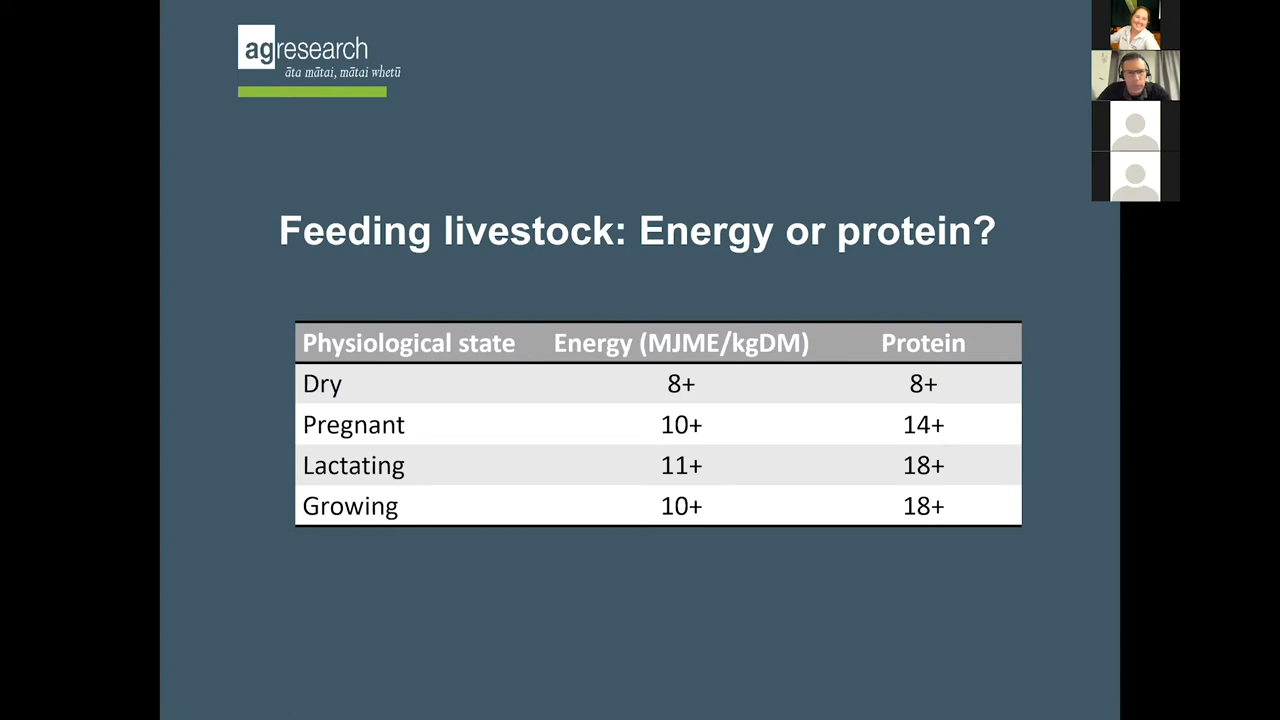 agresearch
āta mātai, mātai whetū
Feeding livestock: Energy or protein?
Physiological state Energy (MJME/kgDM) Protein
Dry 8+ 8+
Pregnant 10+ 14+
Lactating 11+ 18+
Growing 10+ 18+